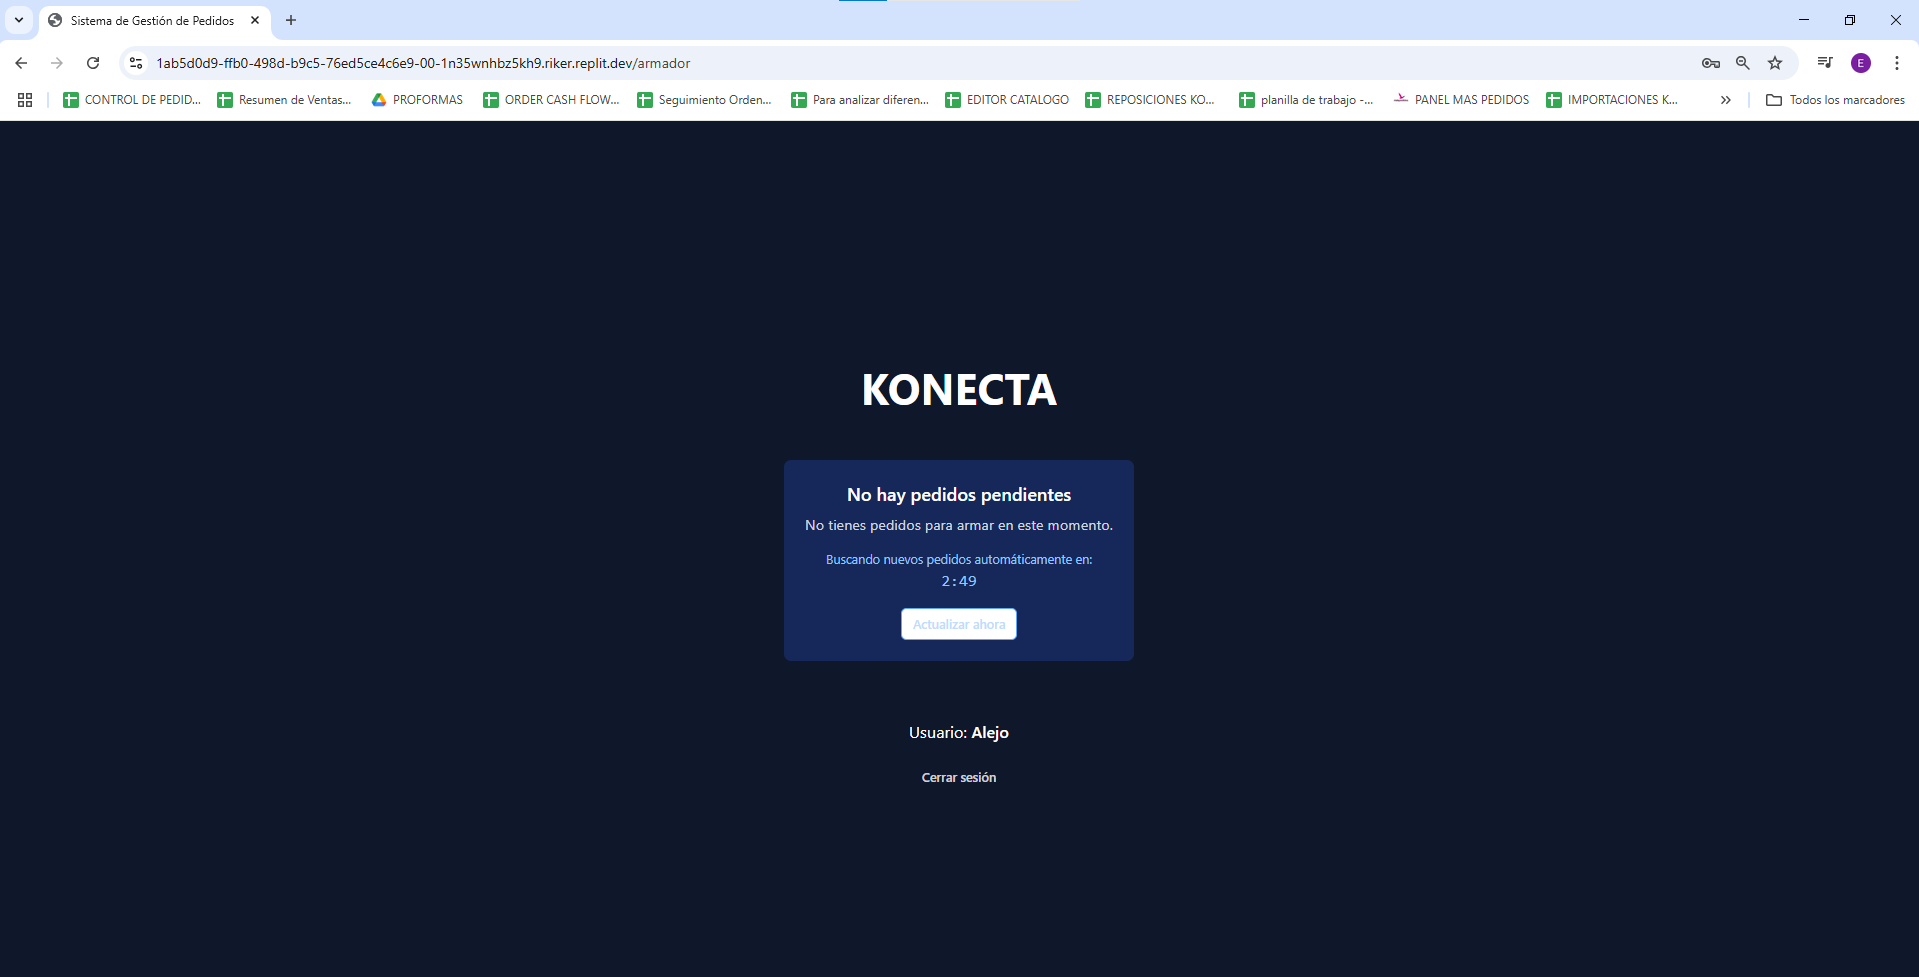 Sistema de Gestión de Pedidos
1ab5d0d9-ffb0-498d-b9c5-76ed5ce4c6e9-00-1n35wnhbz5kh9.riker.replit.dev/armador
E
CONTROL DE PEDID... Resumen de Ventas... PROFORMAS ORDER CASH FLOW... Seguimiento Orden... Para analizar diferen... EDITOR CATALOGO REPOSICIONES KO... planilla de trabajo -... PANEL MAS PEDIDOS IMPORTACIONES K... Todos los marcadores
KONECTA
No hay pedidos pendientes
No tienes pedidos para armar en este momento.
Buscando nuevos pedidos automáticamente en:
2:49
Actualizar ahora
Usuario: Alejo
Cerrar sesión